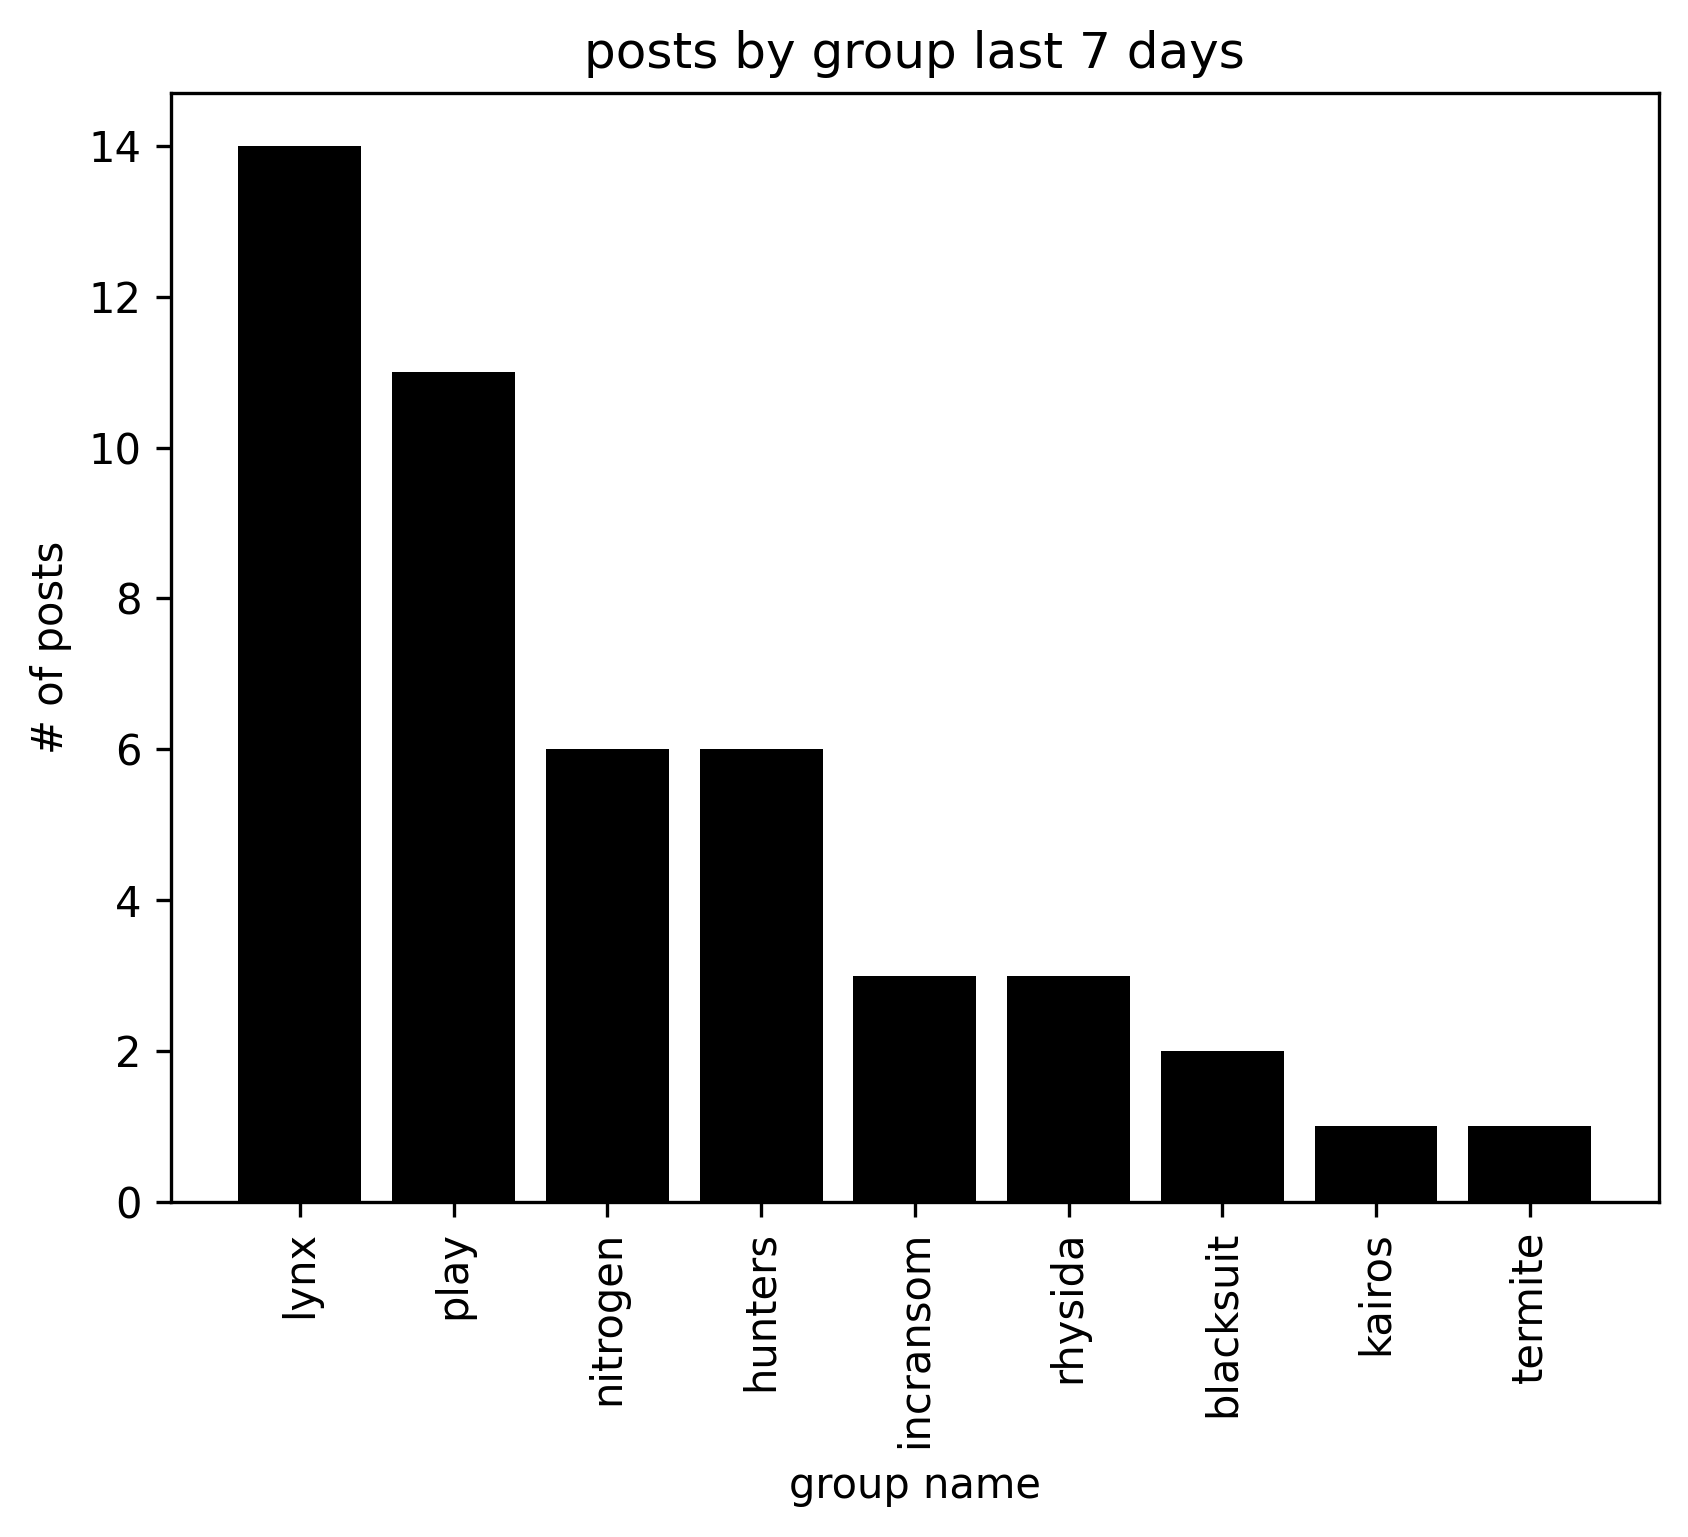 posts by group last 7 days
14
12
10
8
6
4
2
0
# of posts
lynx
play
nitrogen
hunters
incransom
rhysida
blacksuit
kairos
termite
group name